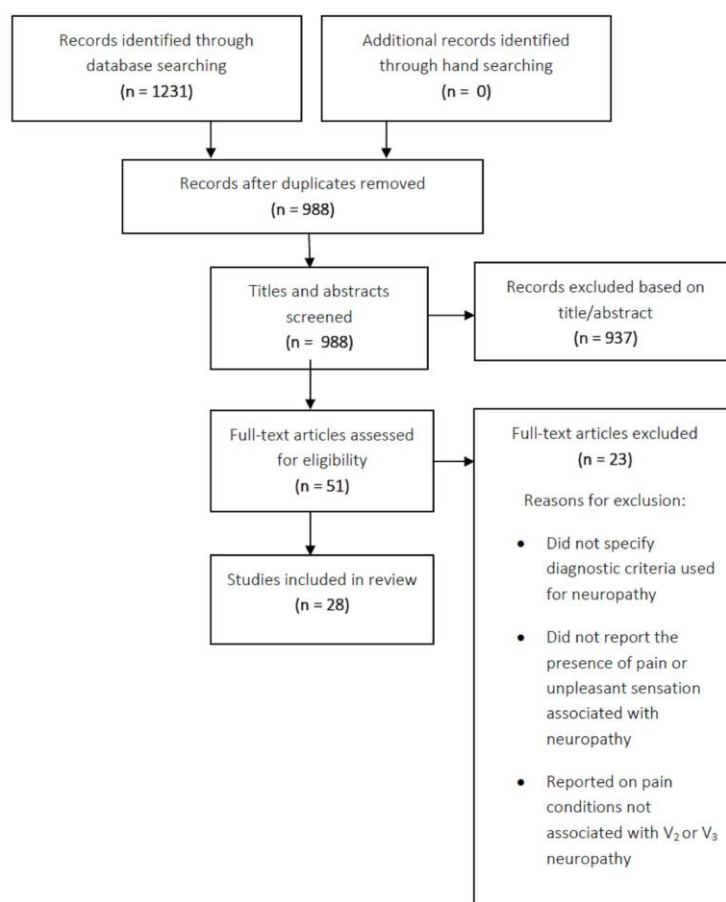 Records identified through
database searching
(n = 1231)
Additional records identified
through hand searching
(n = 0)
Records after duplicates removed
(n = 988)
Titles and abstracts
screened
(n = 988)
Records excluded based on
title/abstract
(n = 937)
Full-text articles assessed
for eligibility
(n = 51)
Full-text articles excluded
(n = 23)
Reasons for exclusion:
• Did not specify
diagnostic criteria used
for neuropathy
• Did not report the
presence of pain or
unpleasant sensation
associated with
neuropathy
• Reported on pain
conditions not
associated with V₂ or V₃
neuropathy
Studies included in review
(n = 28)